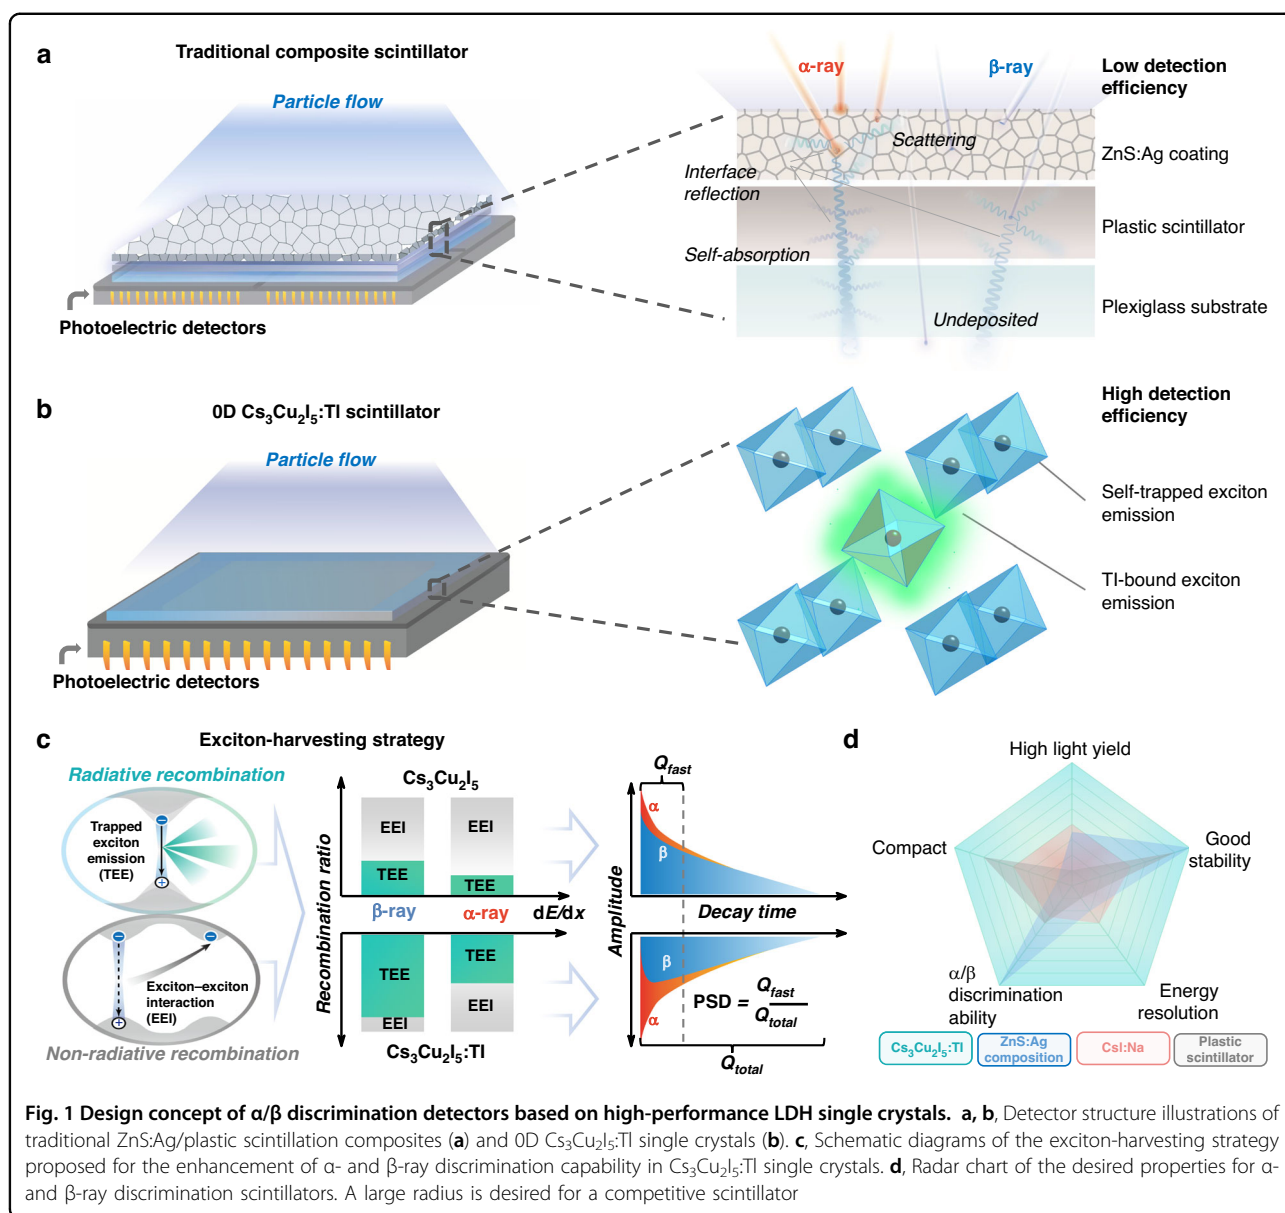 a
Traditional composite scintillator
Particle flow
Photoelectric detectors
α-ray
β-ray
Low detection
efficiency
Scattering
ZnS:Ag coating
Interface
reflection
Plastic scintillator
Self-absorption
Undeposited
Plexiglass substrate
b
0D Cs₃Cu₂I₅:Tl scintillator
Particle flow
Photoelectric detectors
High detection
efficiency
Self-trapped exciton
emission
Tl-bound exciton
emission
c
Exciton-harvesting strategy
Radiative recombination
Trapped
exciton
emission
(TEE)
Exciton–exciton
interaction
(EEI)
Non-radiative recombination
Recombination ratio
Cs₃Cu₂I₅
EEI
EEI
TEE
TEE
β-ray
α-ray
dE/dx
TEE
TEE
EEI
EEI
Cs₃Cu₂I₅:Tl
Amplitude
Q_fast
α
β
Decay time
β
α
PSD = Q_fast / Q_total
Q_total
d
High light yield
Compact
Good
stability
α/β
discrimination
ability
Energy
resolution
Cs₃Cu₂I₅:Tl
ZnS:Ag
composition
CsI:Na
Plastic
scintillator
Fig. 1 Design concept of α/β discrimination detectors based on high-performance LDH single crystals. a, b, Detector structure illustrations of
traditional ZnS:Ag/plastic scintillation composites (a) and 0D Cs₃Cu₂I₅:Tl single crystals (b). c, Schematic diagrams of the exciton-harvesting strategy
proposed for the enhancement of α- and β-ray discrimination capability in Cs₃Cu₂I₅:Tl single crystals. d, Radar chart of the desired properties for α-
and β-ray discrimination scintillators. A large radius is desired for a competitive scintillator